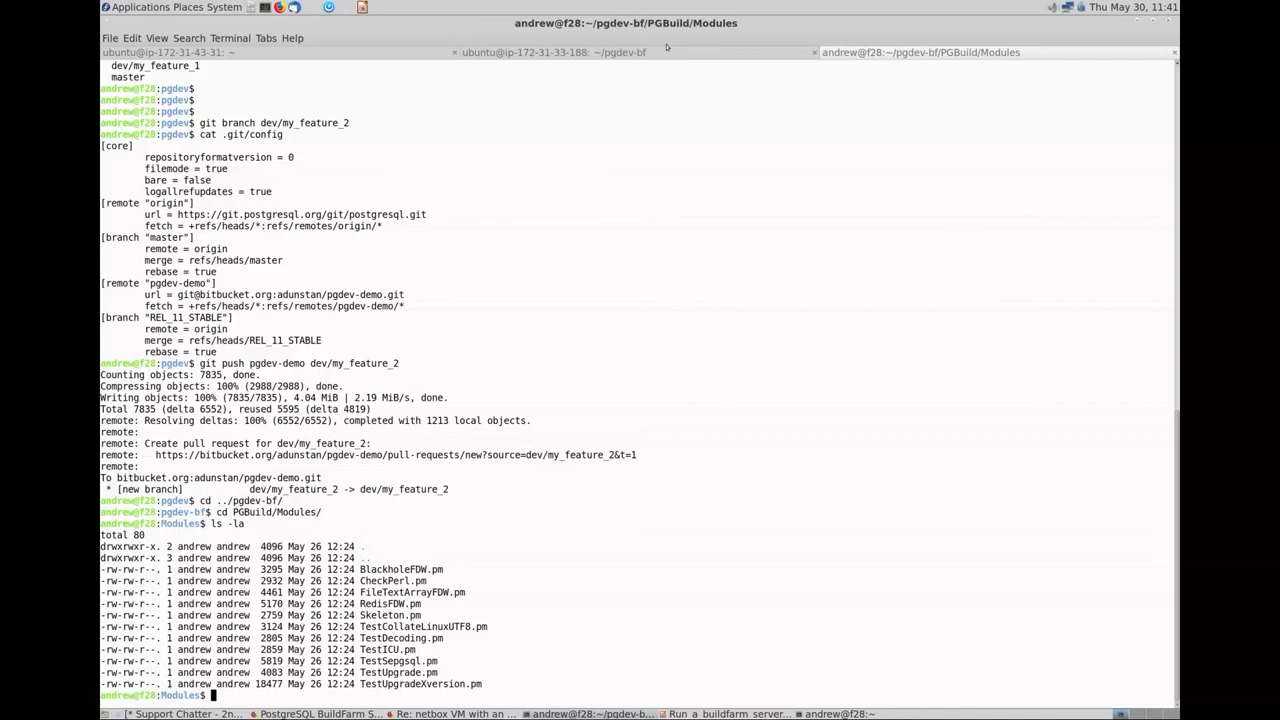 Applications Places System
Thu May 30, 11:41
andrew@f28:~/pgdev-bf/PGBuild/Modules
File Edit View Search Terminal Tabs Help
ubuntu@ip-172-31-43-31: ~
ubuntu@ip-172-31-33-188: ~/pgdev-bf
andrew@f28:~/pgdev-bf/PGBuild/Modules
  dev/my_feature_1
  master
andrew@f28:pgdev$
andrew@f28:pgdev$
andrew@f28:pgdev$
andrew@f28:pgdev$ git branch dev/my_feature_2
andrew@f28:pgdev$ cat .git/config
[core]
        repositoryformatversion = 0
        filemode = true
        bare = false
        logallrefupdates = true
[remote "origin"]
        url = https://git.postgresql.org/git/postgresql.git
        fetch = +refs/heads/*:refs/remotes/origin/*
[branch "master"]
        remote = origin
        merge = refs/heads/master
        rebase = true
[remote "pgdev-demo"]
        url = git@bitbucket.org:adunstan/pgdev-demo.git
        fetch = +refs/heads/*:refs/remotes/pgdev-demo/*
[branch "REL_11_STABLE"]
        remote = origin
        merge = refs/heads/REL_11_STABLE
        rebase = true
andrew@f28:pgdev$ git push pgdev-demo dev/my_feature_2
Counting objects: 7835, done.
Compressing objects: 100% (2988/2988), done.
Writing objects: 100% (7835/7835), 4.04 MiB | 2.19 MiB/s, done.
Total 7835 (delta 6552), reused 5595 (delta 4819)
remote: Resolving deltas: 100% (6552/6552), completed with 1213 local objects.
remote:
remote: Create pull request for dev/my_feature_2:
remote:   https://bitbucket.org/adunstan/pgdev-demo/pull-requests/new?source=dev/my_feature_2&t=1
remote:
To bitbucket.org:adunstan/pgdev-demo.git
 * [new branch]            dev/my_feature_2 -> dev/my_feature_2
andrew@f28:pgdev$ cd ../pgdev-bf/
andrew@f28:pgdev-bf$ cd PGBuild/Modules/
andrew@f28:Modules$ ls -la
total 80
drwxrwxr-x. 2 andrew andrew  4096 May 26 12:24 .
drwxrwxr-x. 3 andrew andrew  4096 May 26 12:24 ..
-rw-rw-r--. 1 andrew andrew  3295 May 26 12:24 BlackholeFDW.pm
-rw-rw-r--. 1 andrew andrew  2932 May 26 12:24 CheckPerl.pm
-rw-rw-r--. 1 andrew andrew  4461 May 26 12:24 FileTextArrayFDW.pm
-rw-rw-r--. 1 andrew andrew  5170 May 26 12:24 RedisFDW.pm
-rw-rw-r--. 1 andrew andrew  2759 May 26 12:24 Skeleton.pm
-rw-rw-r--. 1 andrew andrew  3124 May 26 12:24 TestCollateLinuxUTF8.pm
-rw-rw-r--. 1 andrew andrew  2805 May 26 12:24 TestDecoding.pm
-rw-rw-r--. 1 andrew andrew  2859 May 26 12:24 TestICU.pm
-rw-rw-r--. 1 andrew andrew  5819 May 26 12:24 TestSepgsql.pm
-rw-rw-r--. 1 andrew andrew  4083 May 26 12:24 TestUpgrade.pm
-rw-rw-r--. 1 andrew andrew 18477 May 26 12:24 TestUpgradeXversion.pm
andrew@f28:Modules$
[* Support Chatter - 2n...
PostgreSQL BuildFarm S...
Re: netbox VM with an ...
andrew@f28:~/pgdev-b...
Run a buildfarm server...
andrew@f28:~